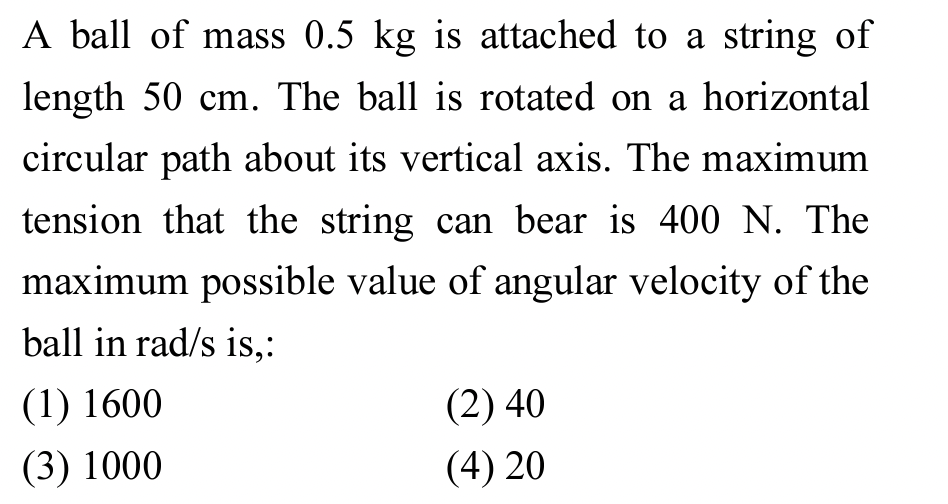 A ball of mass 0.5 kg is attached to a string of
length 50 cm. The ball is rotated on a horizontal
circular path about its vertical axis. The maximum
tension that the string can bear is 400 N. The
maximum possible value of angular velocity of the
ball in rad/s is,:
(1) 1600 (2) 40
(3) 1000 (4) 20